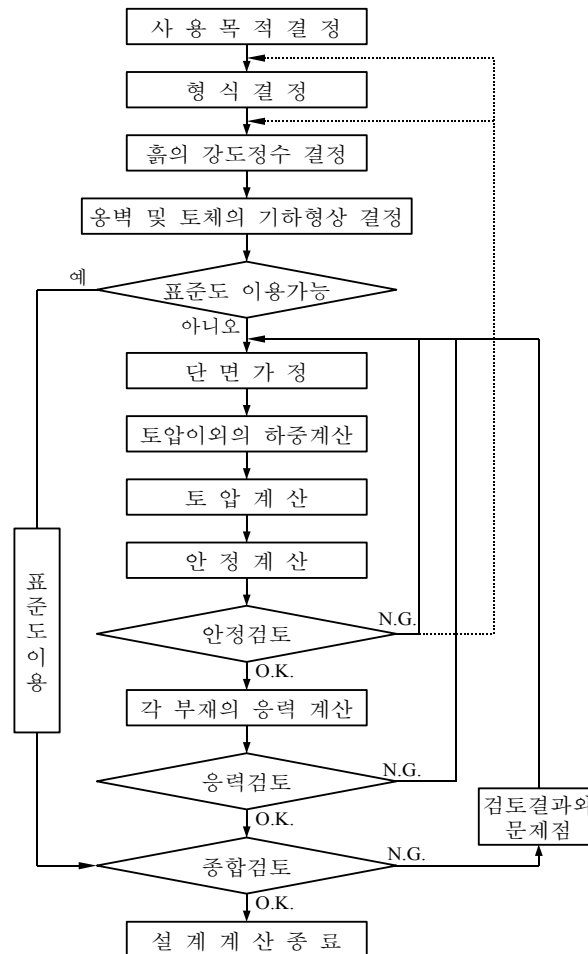 사 용 목 적 결 정
형 식 결 정
흙의 강도정수 결정
옹벽 및 토체의 기하형상 결정
예
표준도 이용가능
아니오
단 면 가 정
토압이외의 하중계산
토 압 계 산
안 정 계 산
표준도이용
안정검토
N.G.
O.K.
각 부재의 응력 계산
응력검토
N.G.
O.K.
검토결과와
문제점
종합검토
N.G.
O.K.
설 계 계 산 종 료